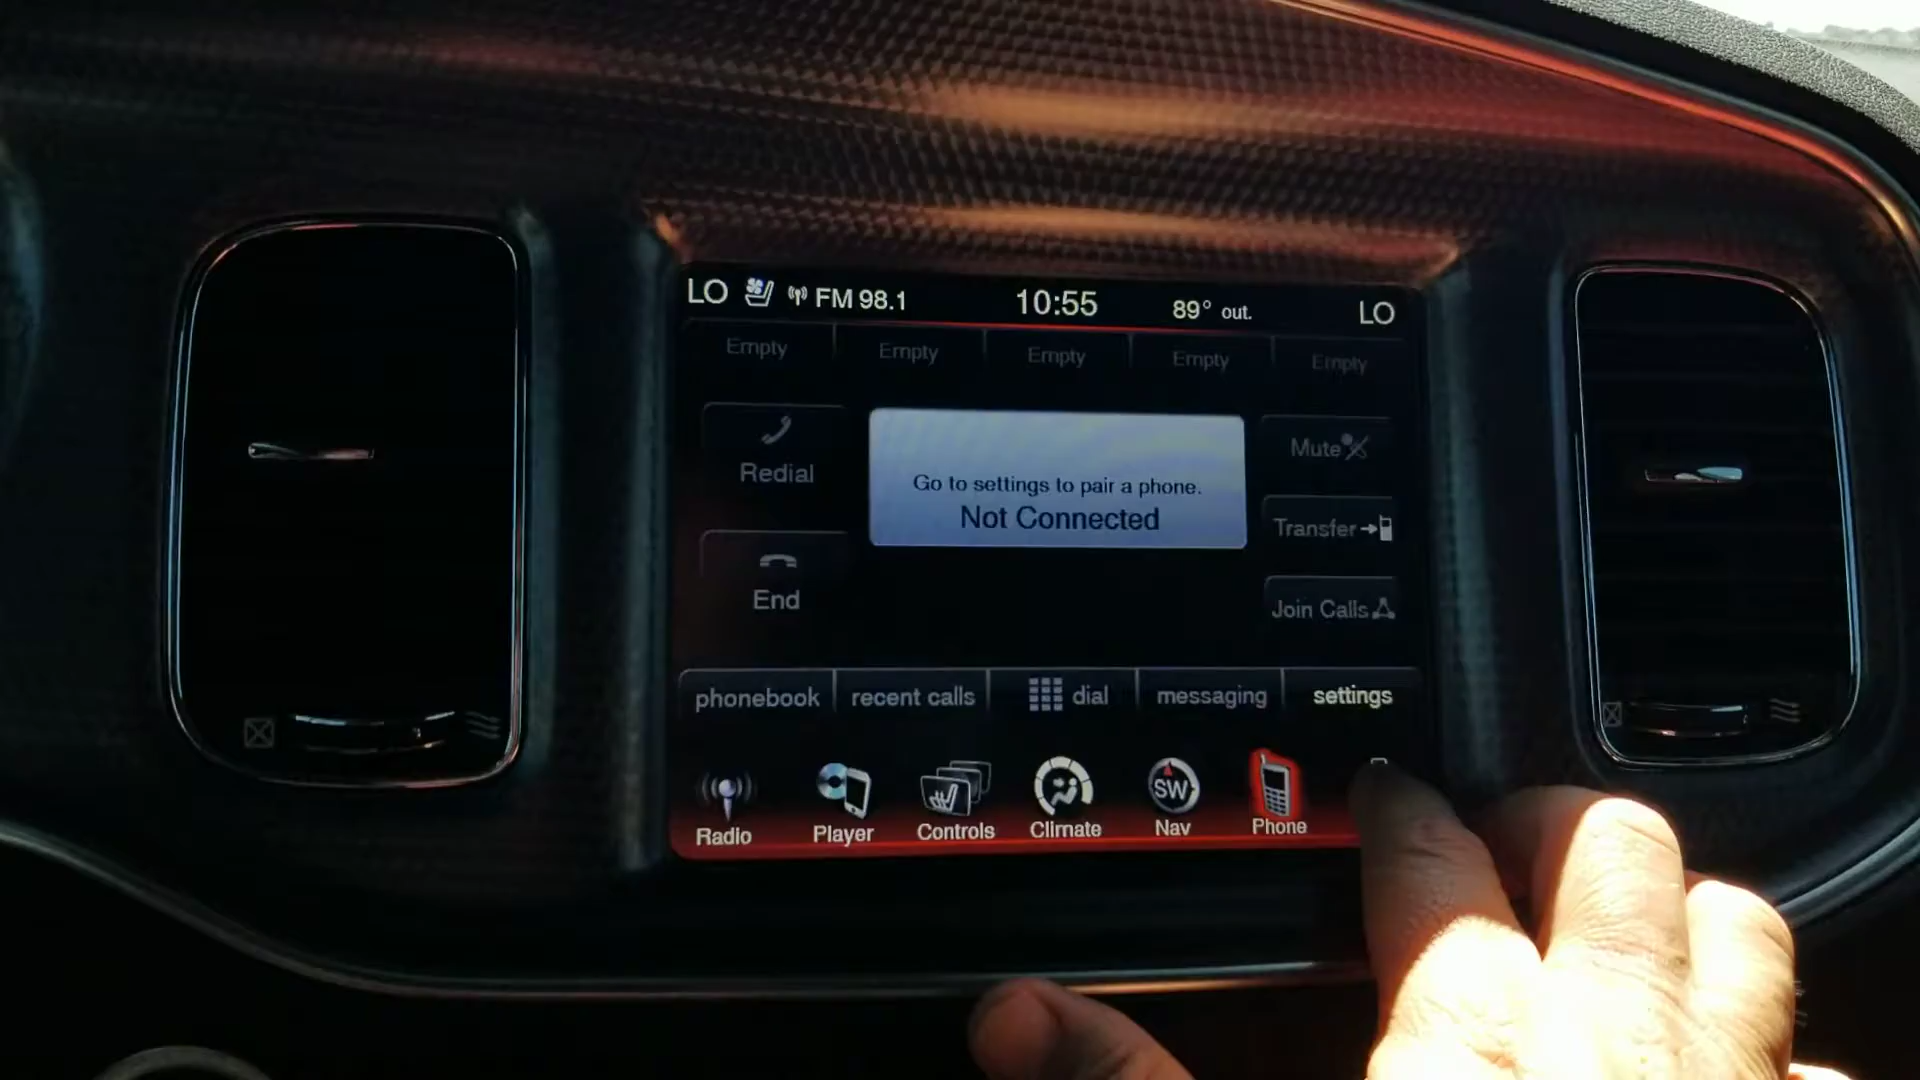 LO FM 98.1 10:55 89° out. LO
Empty Empty Empty Empty Empty
Redial
Go to settings to pair a phone.
Not Connected
Mute
Transfer
End
Join Calls
phonebook recent calls dial messaging settings
SW
Radio Player Controls Climate Nav Phone